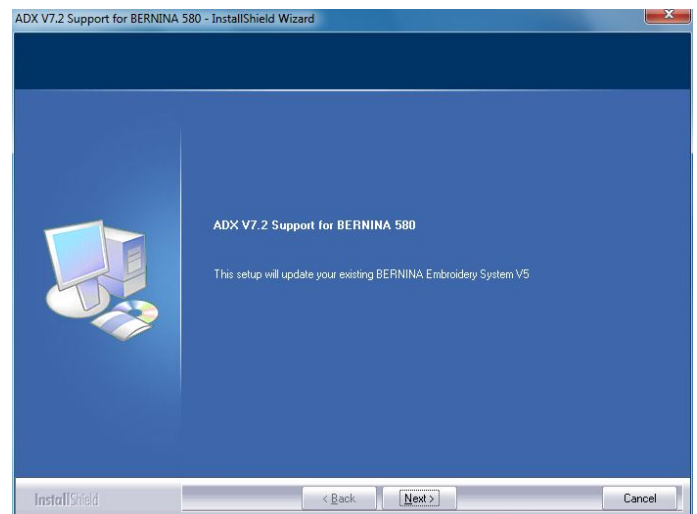 ADX V7.2 Support for BERNINA 580 - InstallShield Wizard
ADX V7.2 Support for BERNINA 580
This setup will update your existing BERNINA Embroidery System V5
InstallShield
< Back
Next >
Cancel